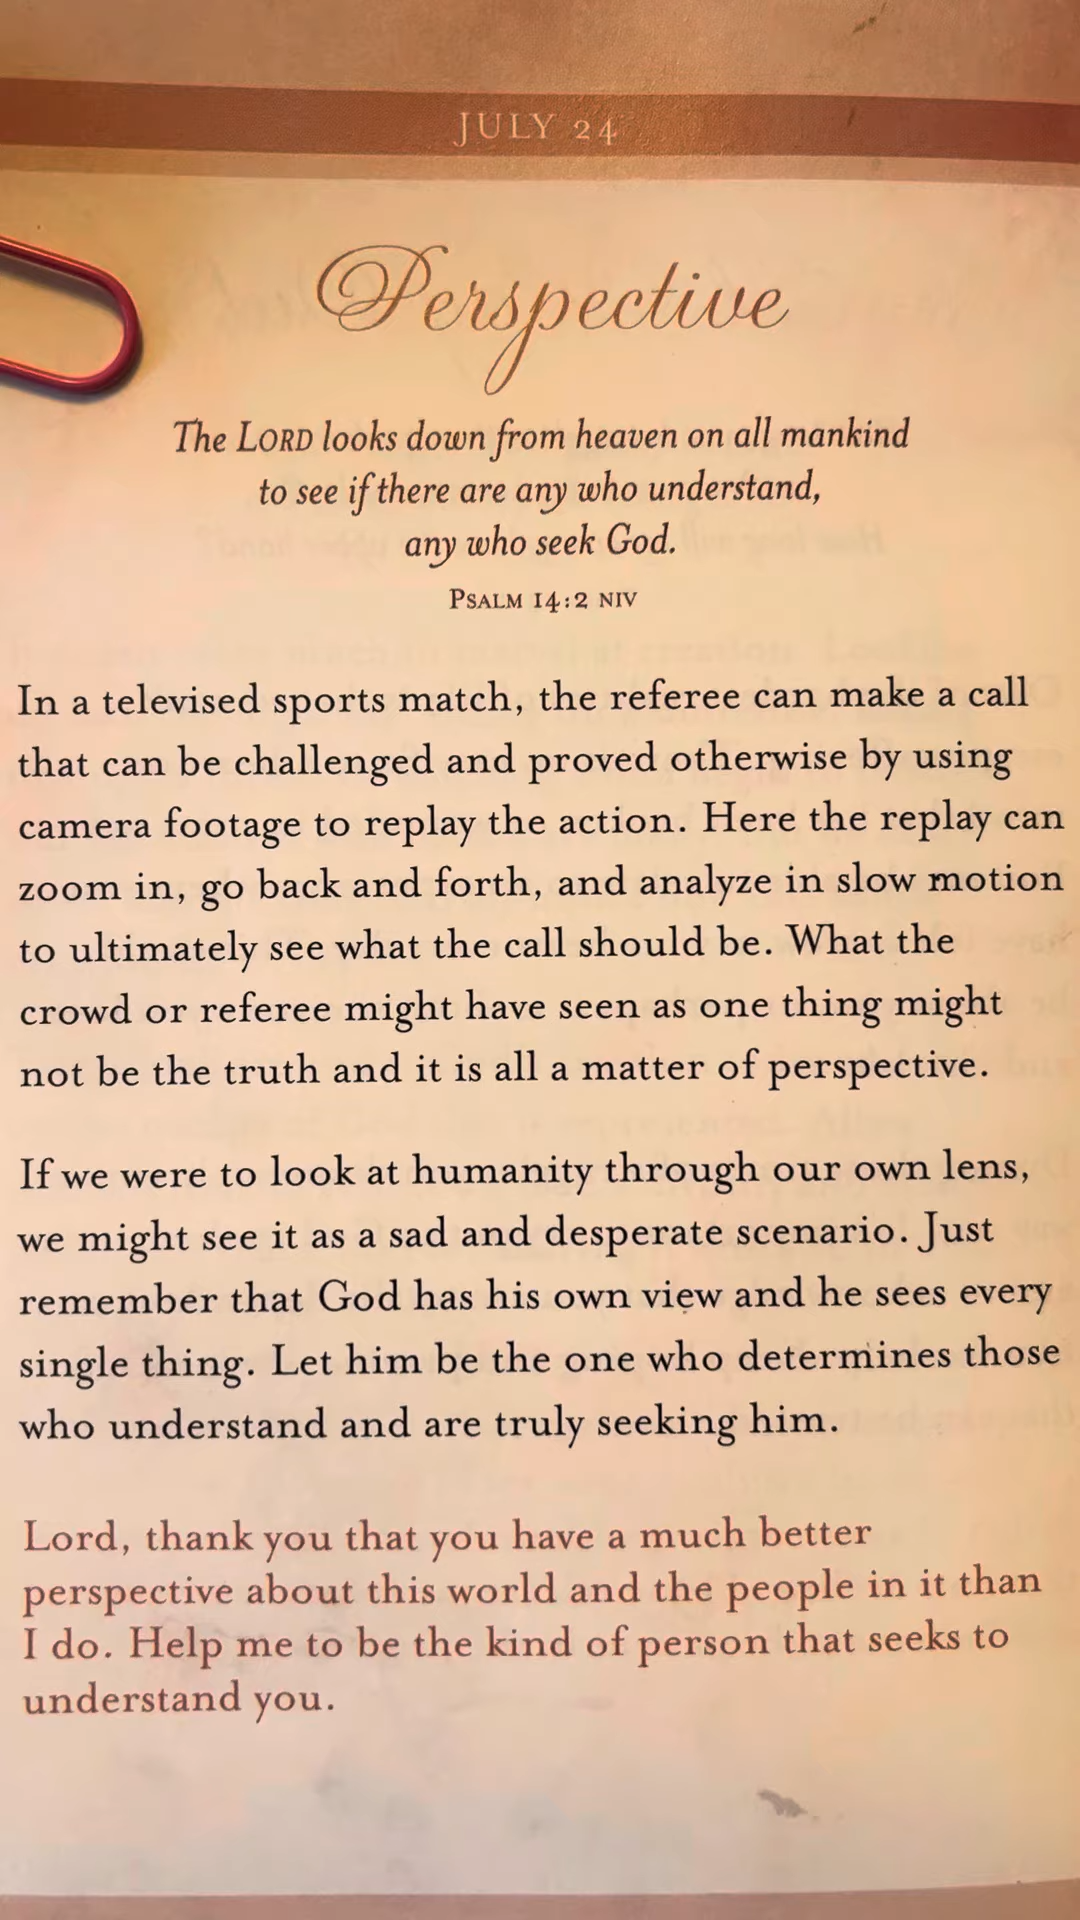 JULY 24
Perspective
The LORD looks down from heaven on all mankind
to see if there are any who understand,
any who seek God.
PSALM 14:2 NIV
In a televised sports match, the referee can make a call
that can be challenged and proved otherwise by using
camera footage to replay the action. Here the replay can
zoom in, go back and forth, and analyze in slow motion
to ultimately see what the call should be. What the
crowd or referee might have seen as one thing might
not be the truth and it is all a matter of perspective.
If we were to look at humanity through our own lens,
we might see it as a sad and desperate scenario. Just
remember that God has his own view and he sees every
single thing. Let him be the one who determines those
who understand and are truly seeking him.
Lord, thank you that you have a much better
perspective about this world and the people in it than
I do. Help me to be the kind of person that seeks to
understand you.